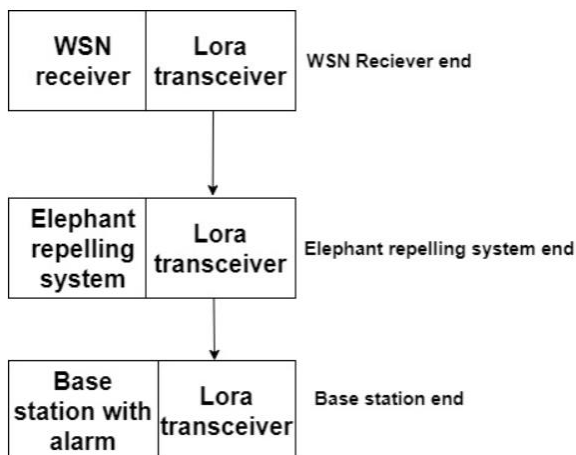 WSN
receiver
Lora
transceiver
WSN Reciever end
Elephant
repelling
system
Lora
transceiver
Elephant repelling system end
Base
station with
alarm
Lora
transceiver
Base station end